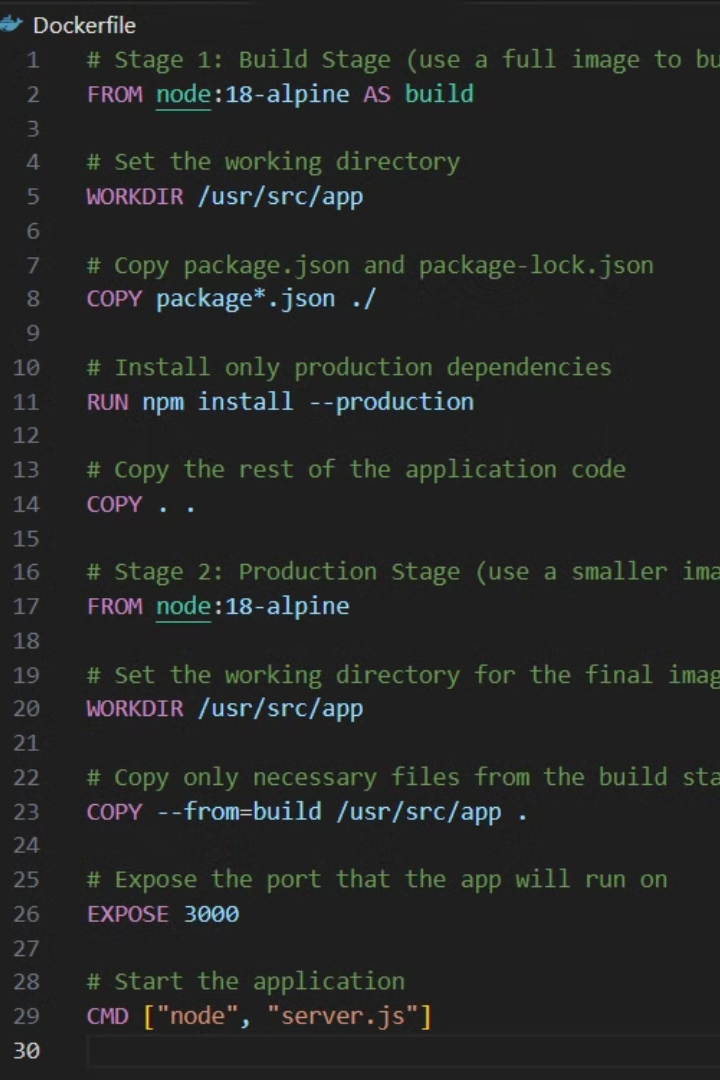 Dockerfile
1 # Stage 1: Build Stage (use a full image to bu
2 FROM node:18-alpine AS build
3
4 # Set the working directory
5 WORKDIR /usr/src/app
6
7 # Copy package.json and package-lock.json
8 COPY package*.json ./
9
10 # Install only production dependencies
11 RUN npm install --production
12
13 # Copy the rest of the application code
14 COPY . .
15
16 # Stage 2: Production Stage (use a smaller ima
17 FROM node:18-alpine
18
19 # Set the working directory for the final imag
20 WORKDIR /usr/src/app
21
22 # Copy only necessary files from the build sta
23 COPY --from=build /usr/src/app .
24
25 # Expose the port that the app will run on
26 EXPOSE 3000
27
28 # Start the application
29 CMD ["node", "server.js"]
30